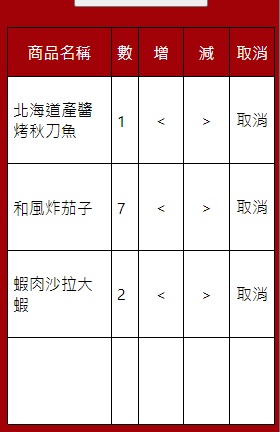 商品名稱 數 增 減 取消
北海道產醬
烤秋刀魚 1 < > 取消
和風炸茄子 7 < > 取消
蝦肉沙拉大
蝦 2 < > 取消